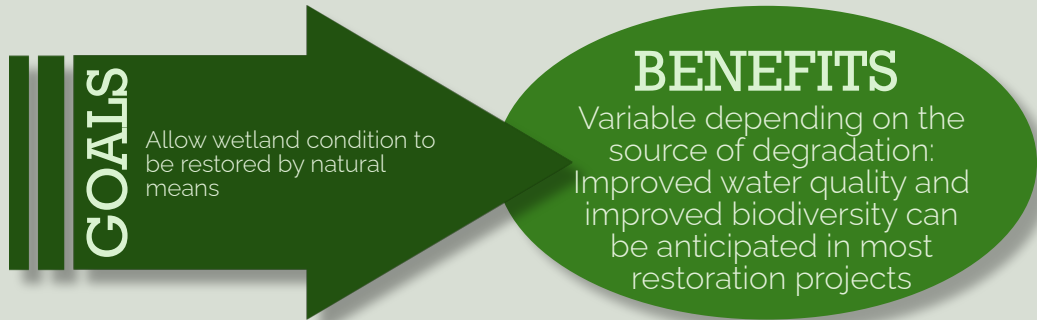 GOALS
Allow wetland condition to
be restored by natural
means
BENEFITS
Variable depending on the
source of degradation:
Improved water quality and
improved biodiversity can
be anticipated in most
restoration projects